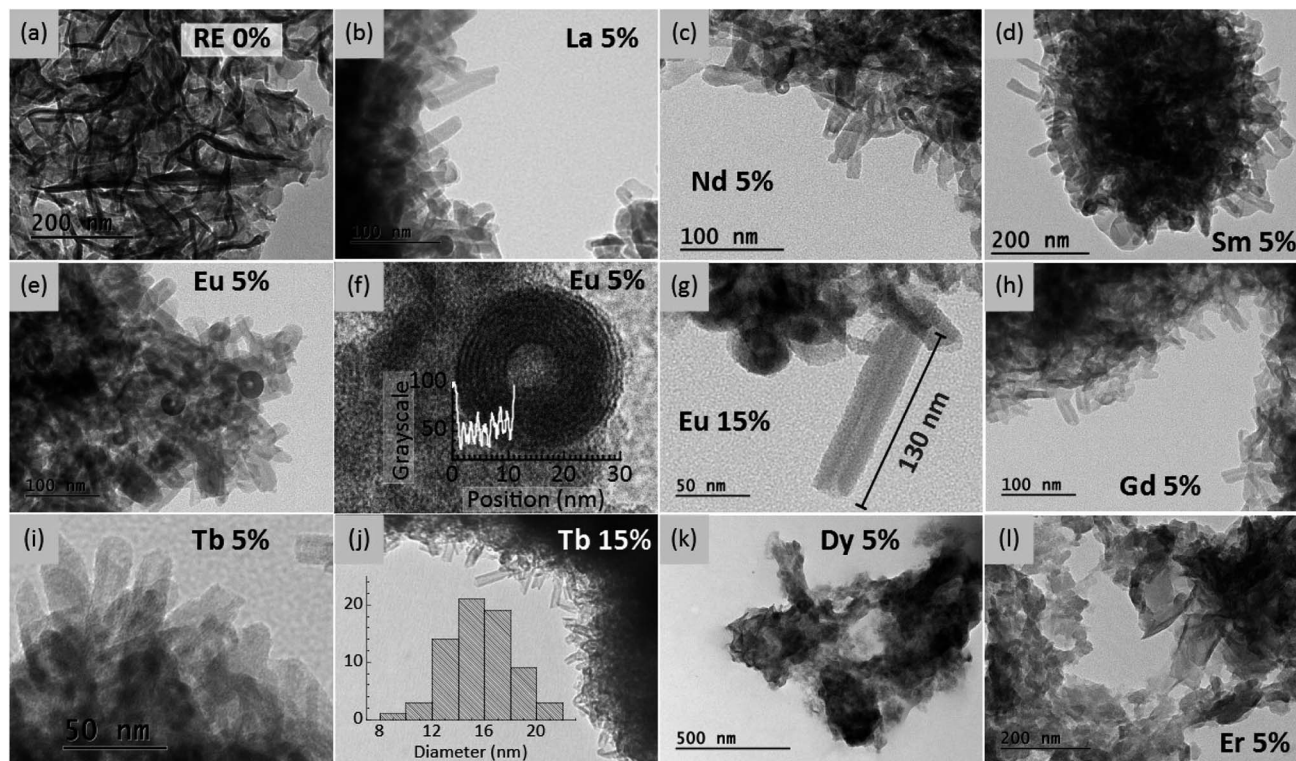 (a)
RE 0%
200 nm
(b)
La 5%
100 nm
(c)
Nd 5%
100 nm
(d)
Sm 5%
200 nm
(e)
Eu 5%
100 nm
(f)
Eu 5%
100
50
Grayscale
0 10 20 30
Position (nm)
(g)
Eu 15%
130 nm
50 nm
(h)
Gd 5%
100 nm
(i)
Tb 5%
50 nm
(j)
Tb 15%
20
10
0
8 12 16 20
Diameter (nm)
(k)
Dy 5%
500 nm
(l)
Er 5%
200 nm